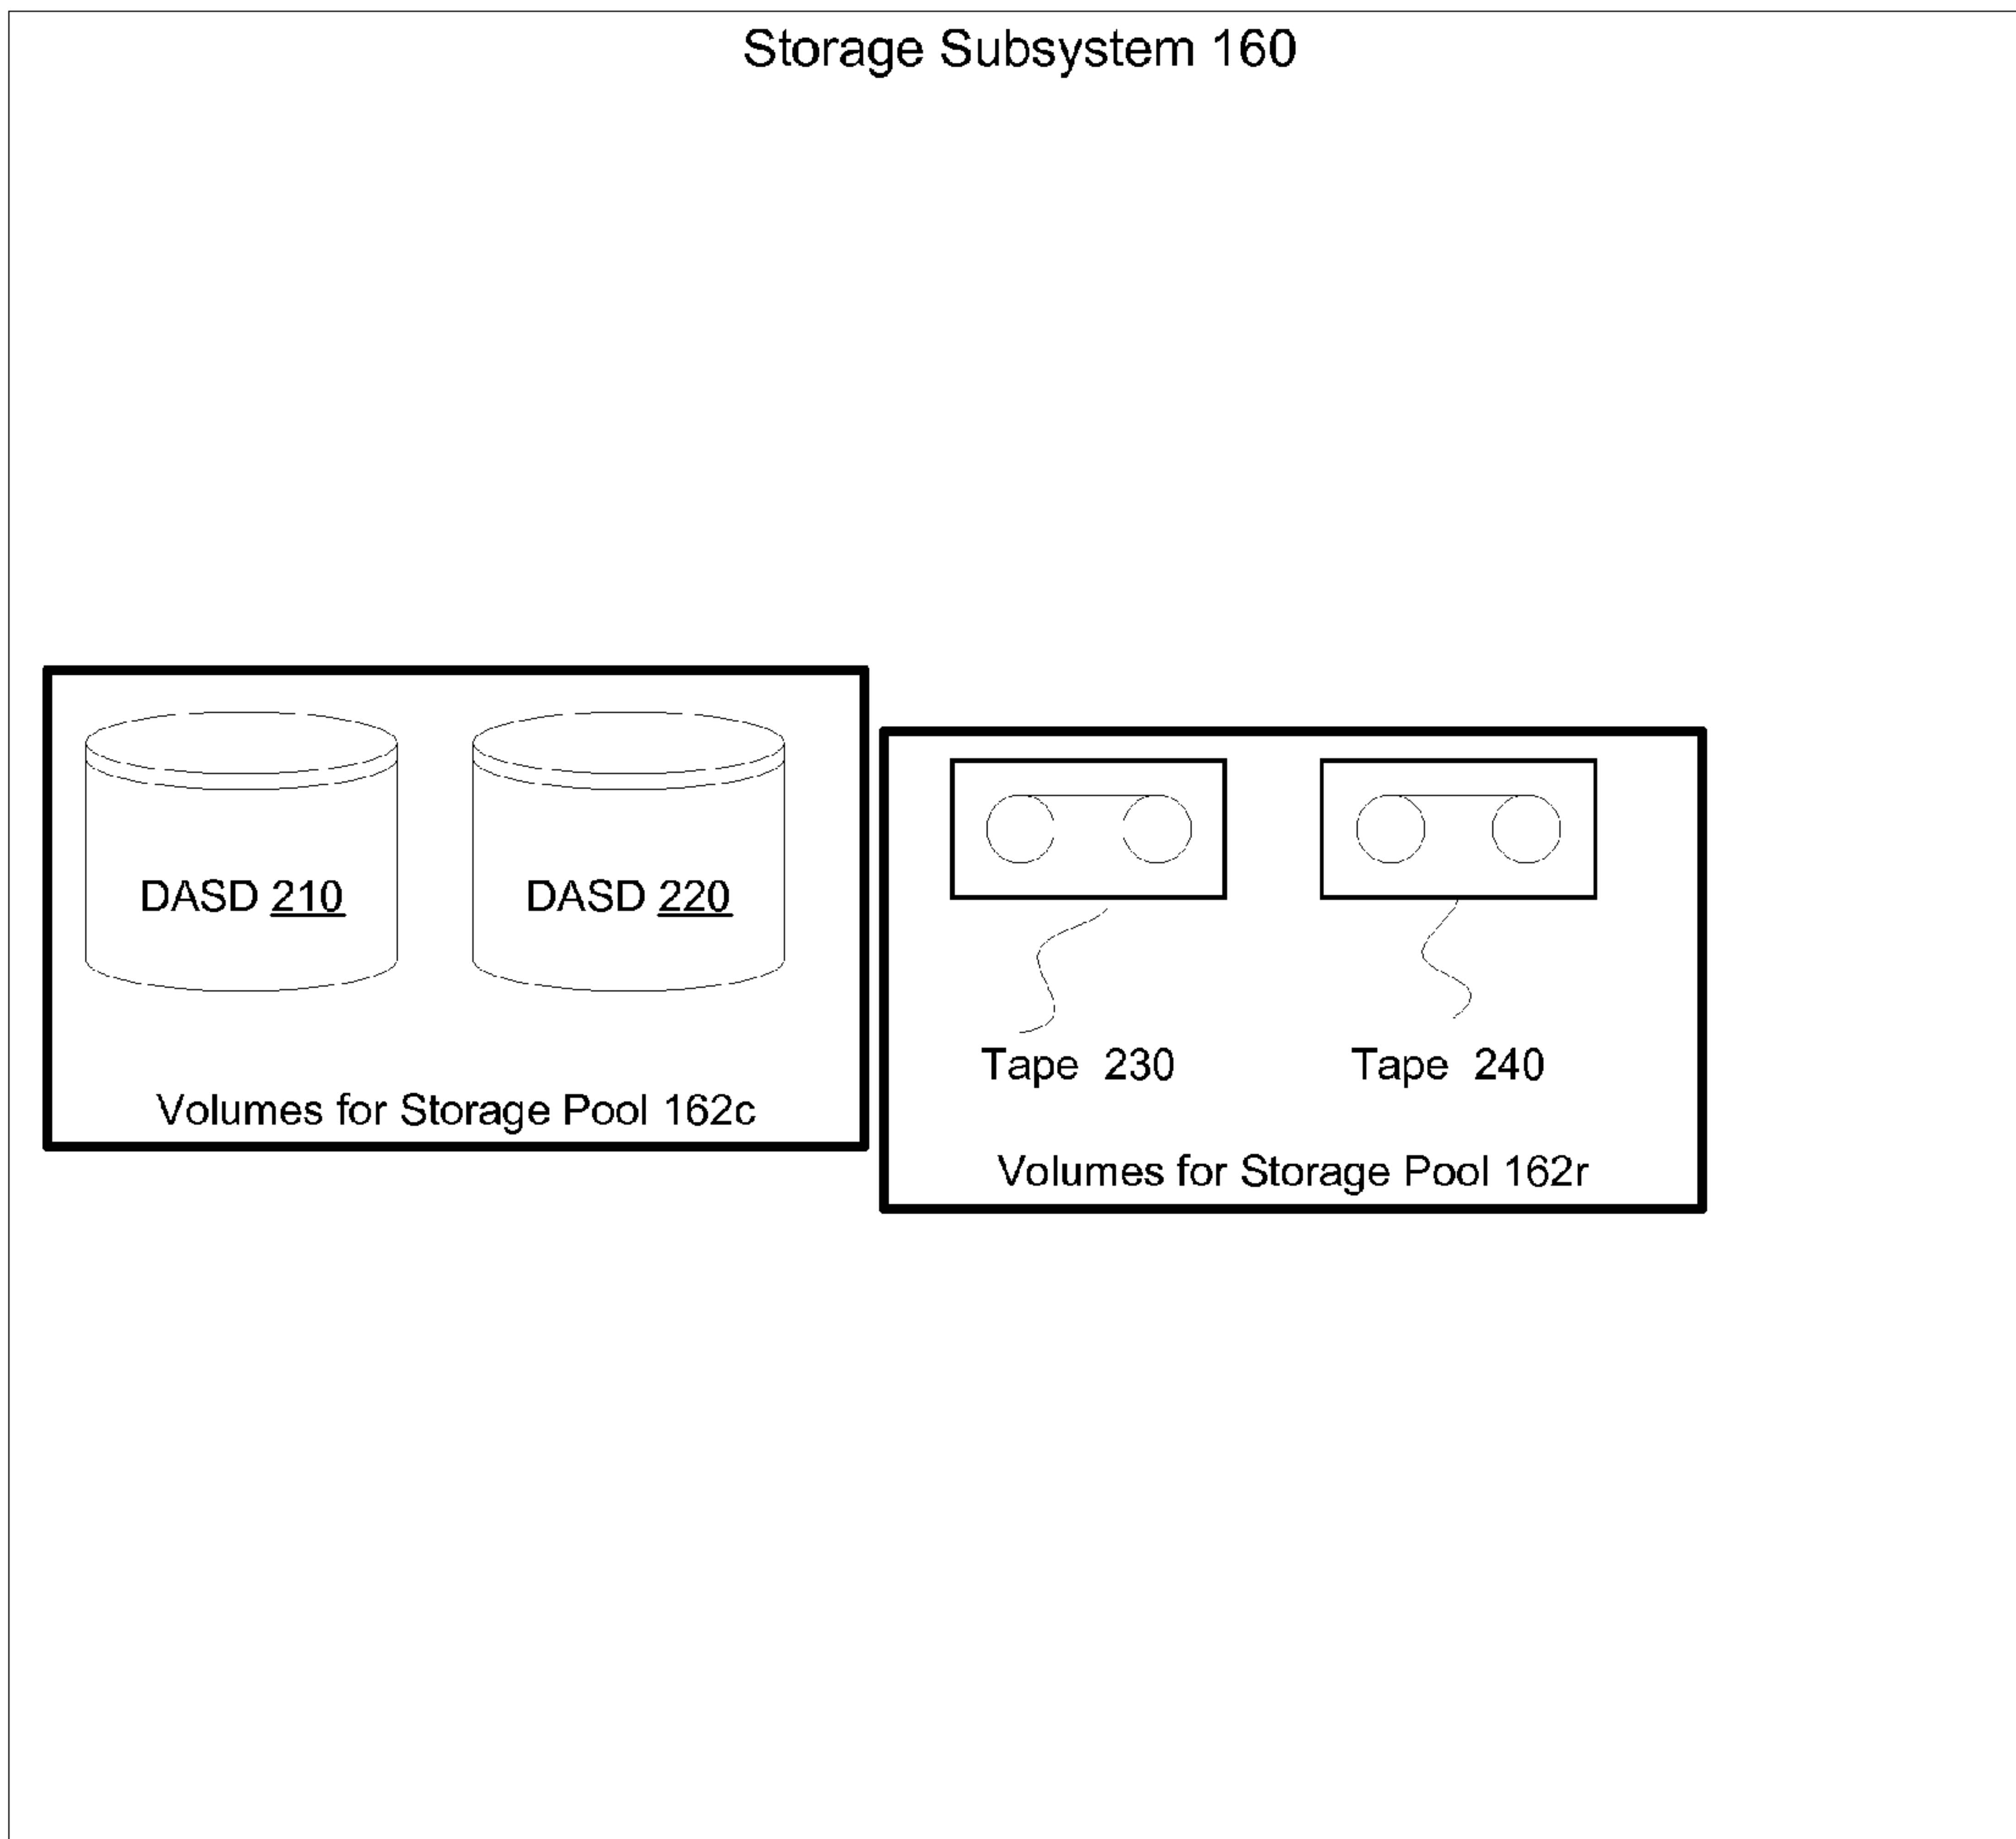 Storage Subsystem 160
DASD 210
DASD 220
Volumes for Storage Pool 162c
Tape 230
Tape 240
Volumes for Storage Pool 162r